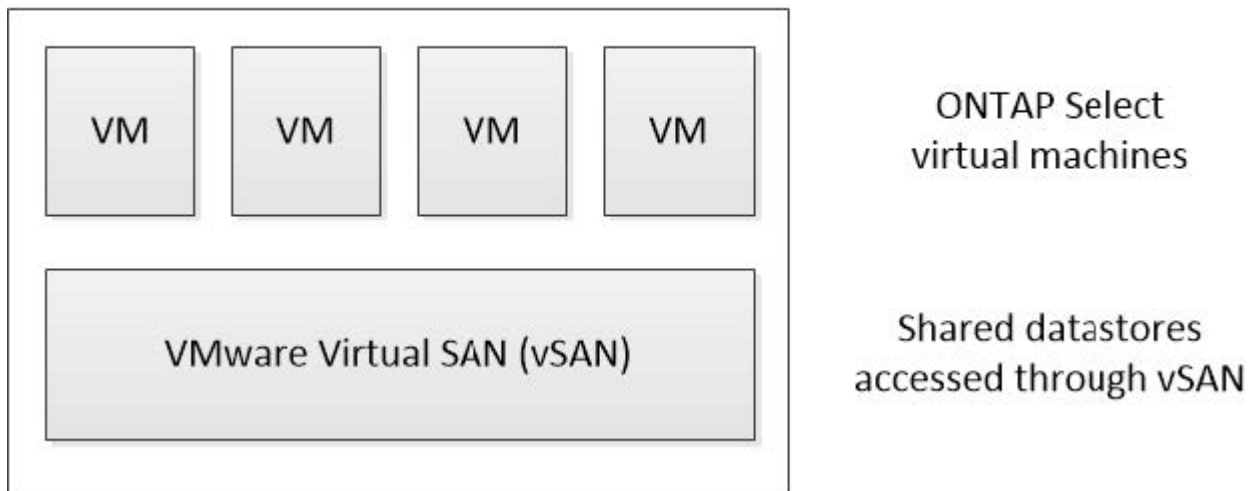 VM VM VM VM
ONTAP Select
virtual machines
VMware Virtual SAN (vSAN)
Shared datastores
accessed through vSAN